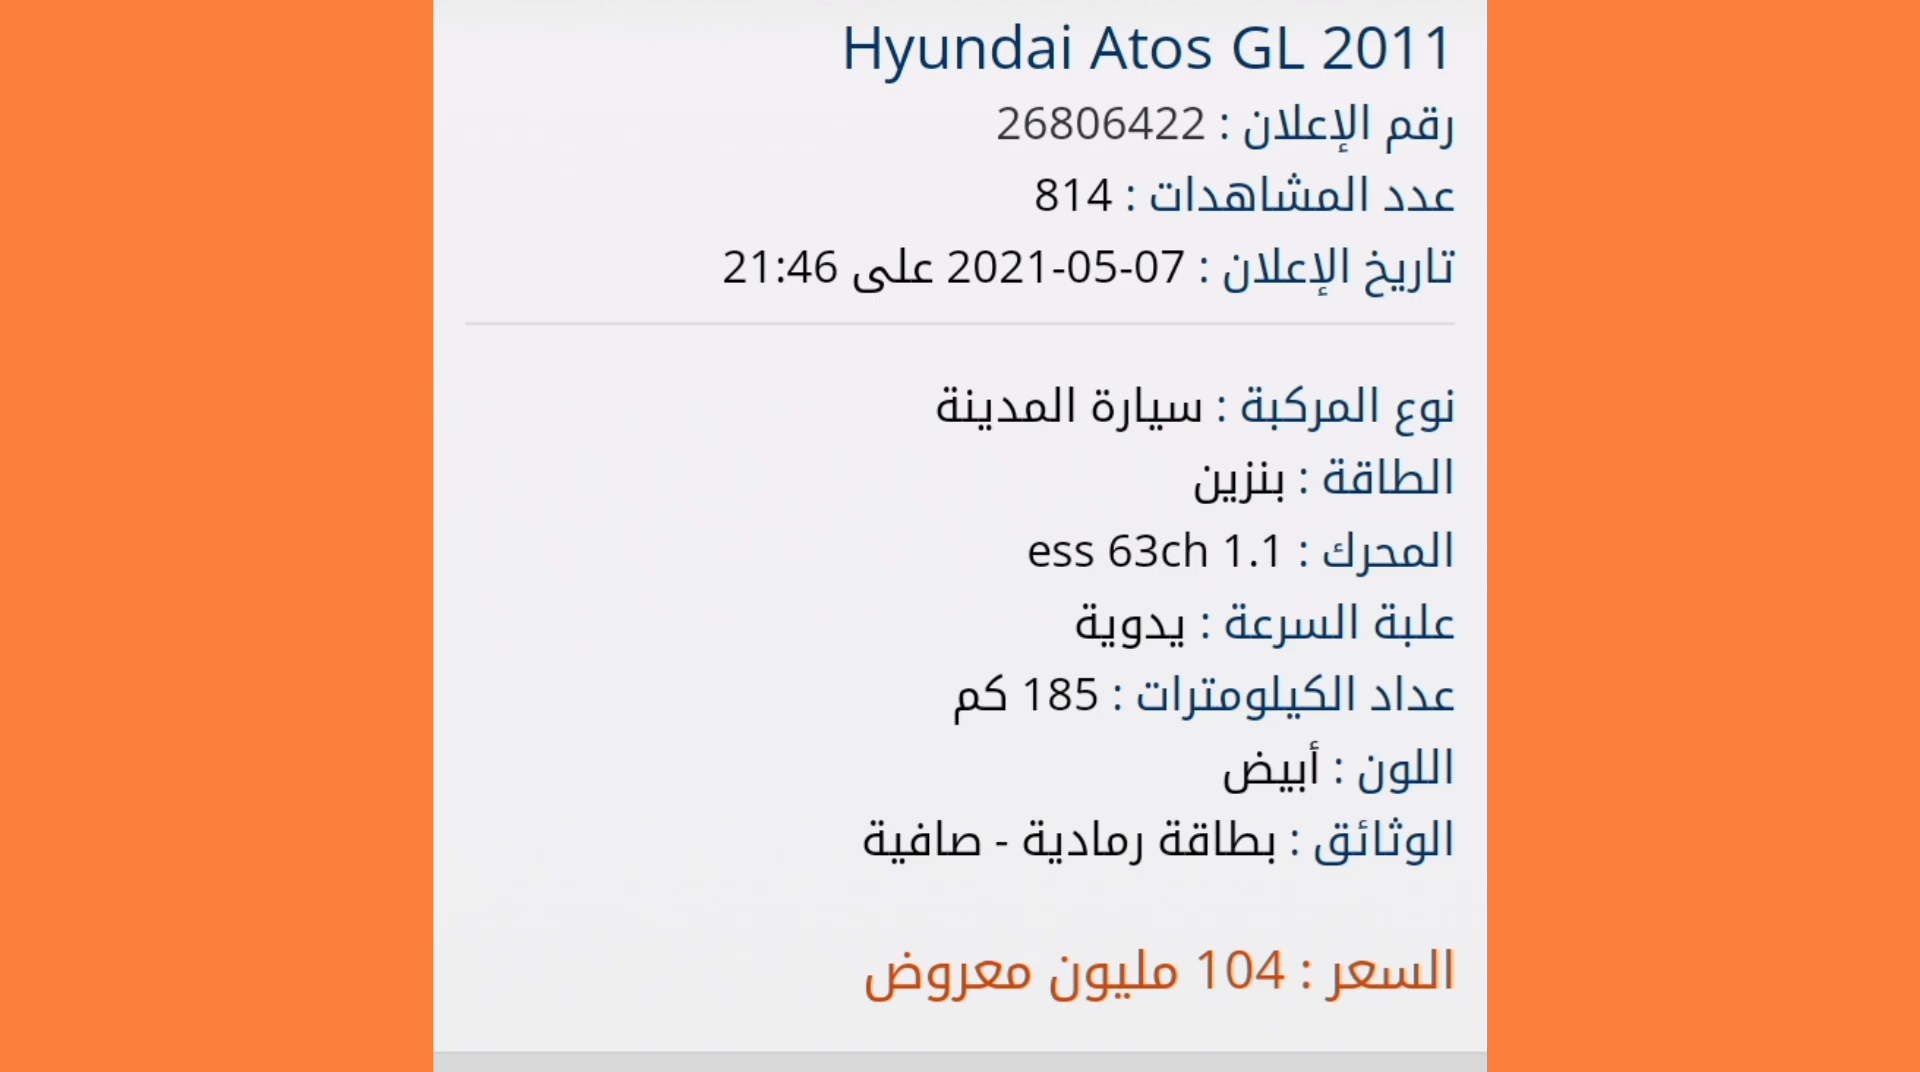 Hyundai Atos GL 2011
رقم الإعلان : 26806422
عدد المشاهدات : 814
تاريخ الإعلان : 07-05-2021 على 21:46
نوع المركبة : سيارة المدينة
الطاقة : بنزين
المحرك : 1.1 ess 63ch
علبة السرعة : يدوية
عداد الكيلومترات : 185 كم
اللون : أبيض
الوثائق : بطاقة رمادية - صافية
السعر : 104 مليون معروض